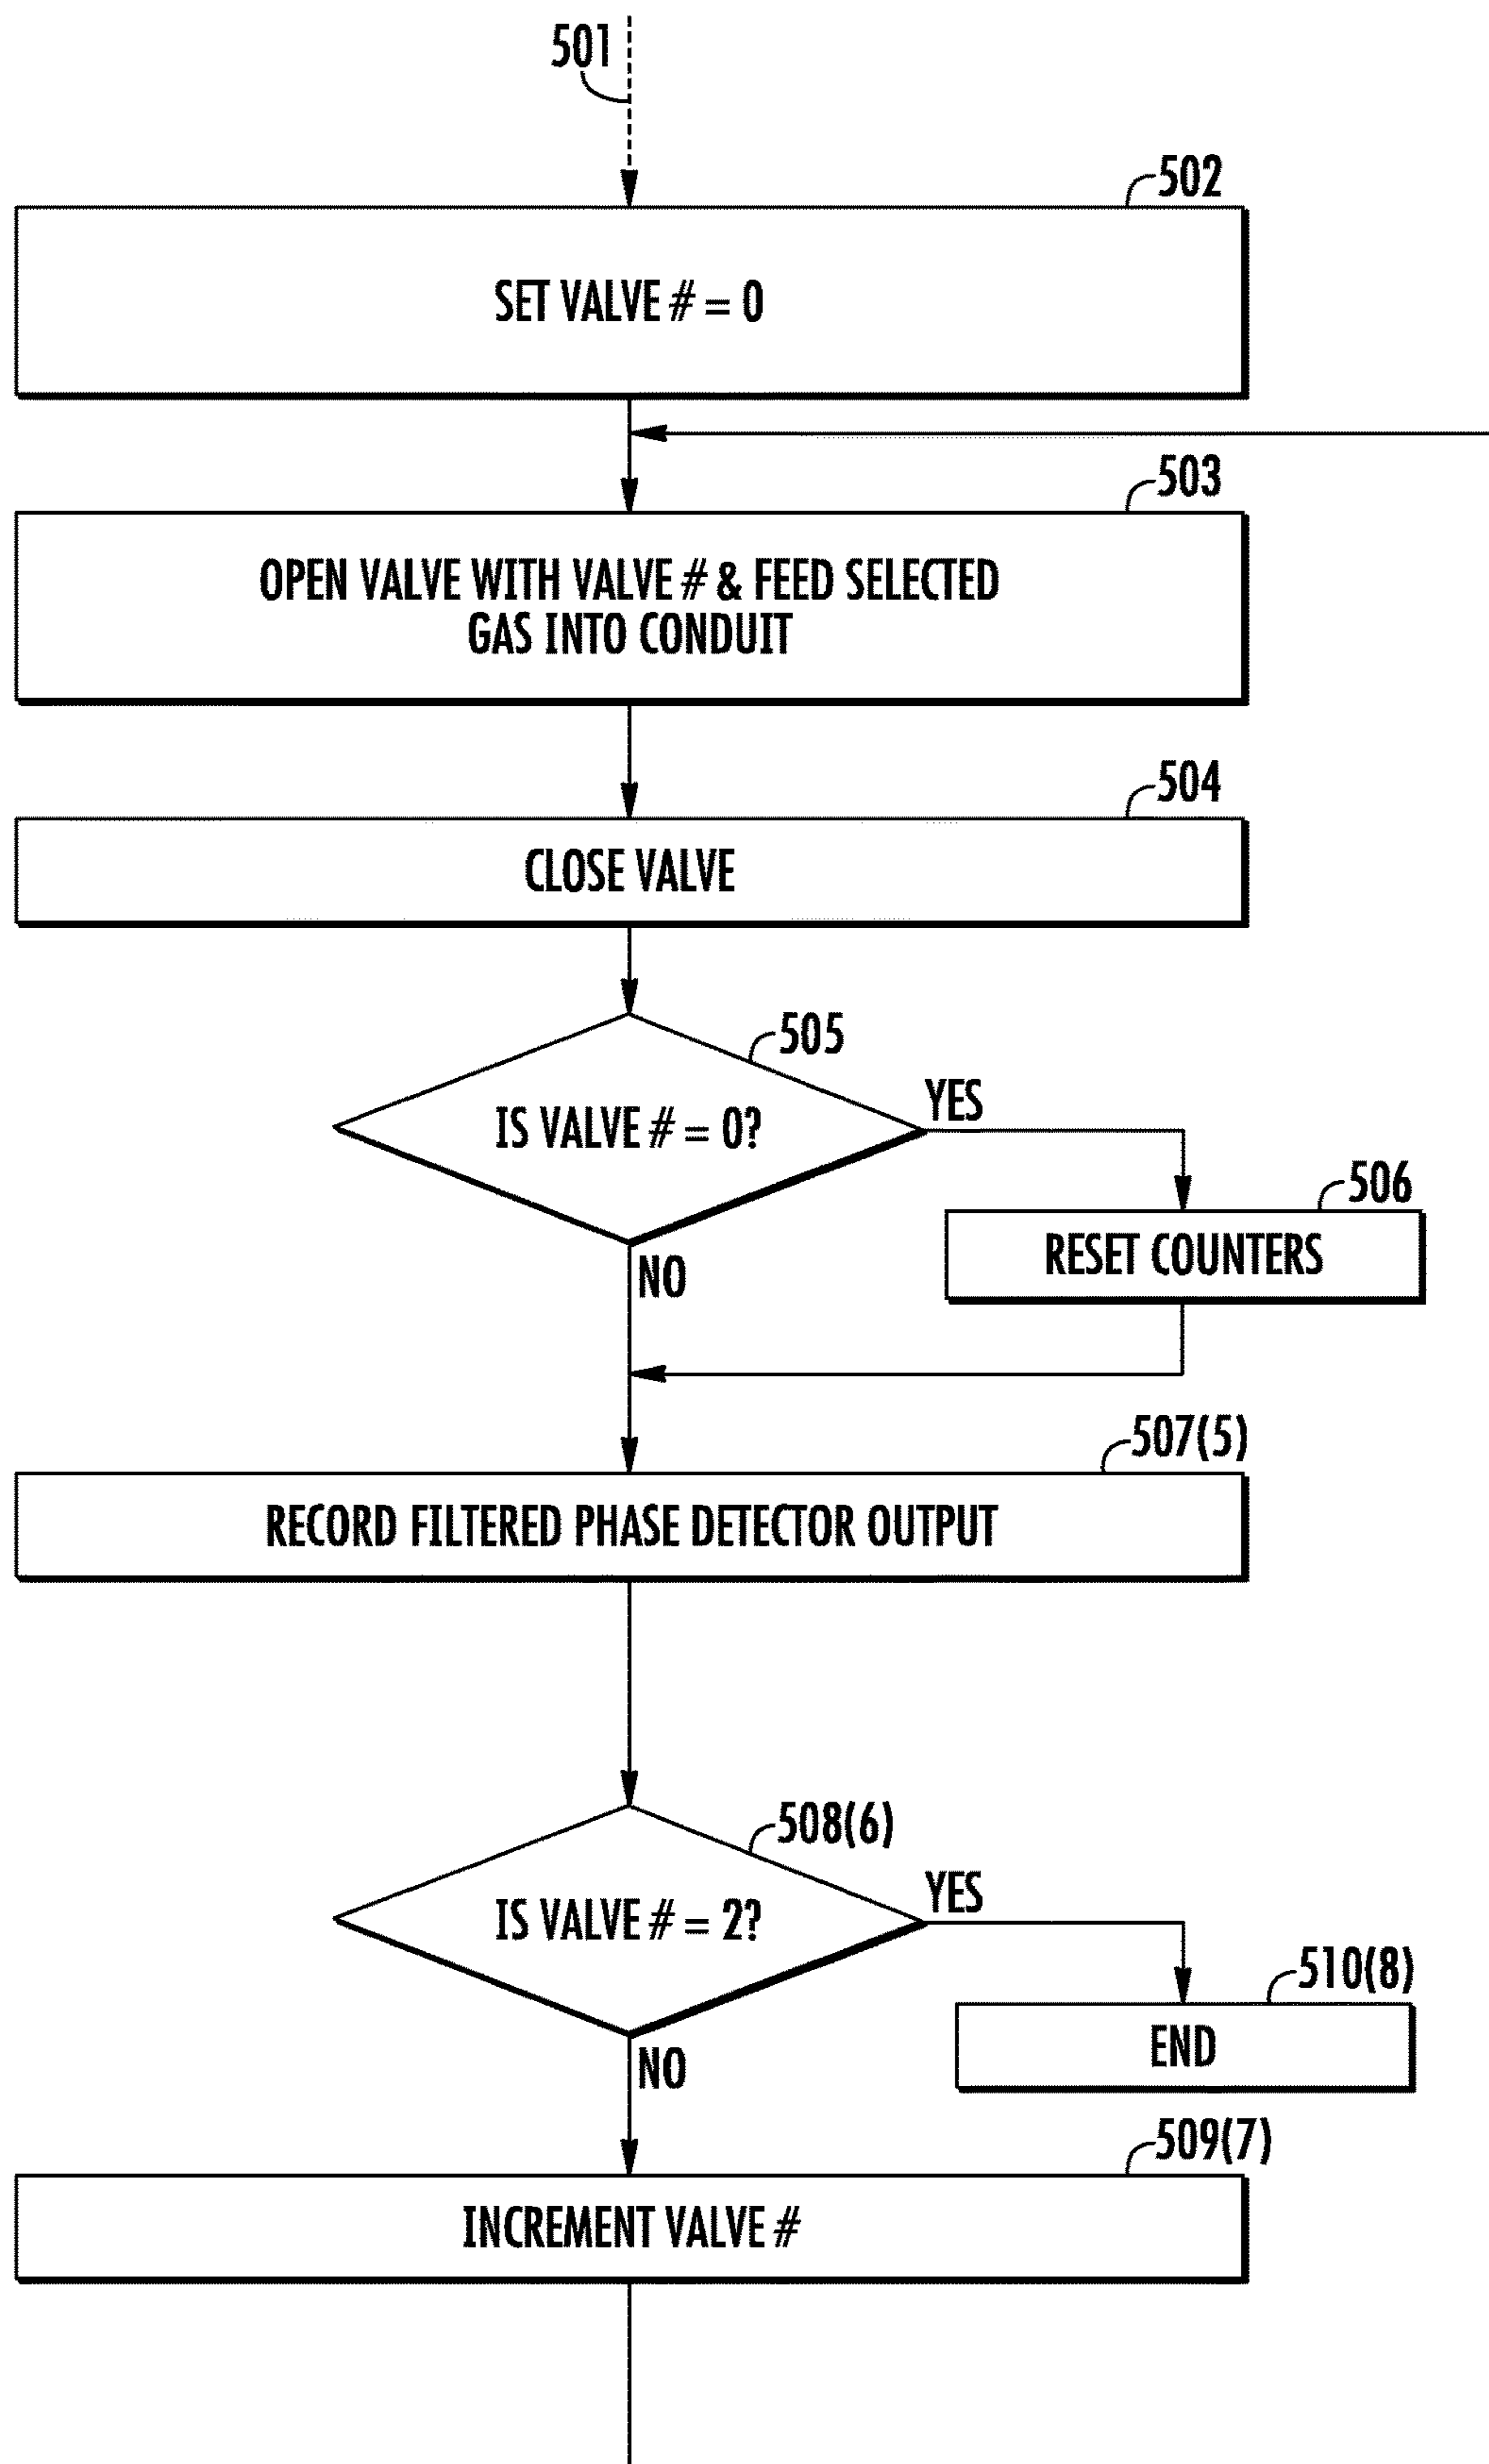 501
502
SET VALVE # = 0
503
OPEN VALVE WITH VALVE # & FEED SELECTED
GAS INTO CONDUIT
504
CLOSE VALVE
505
IS VALVE # = 0?
YES
506
RESET COUNTERS
NO
507(5)
RECORD FILTERED PHASE DETECTOR OUTPUT
508(6)
IS VALVE # = 2?
YES
510(8)
END
NO
509(7)
INCREMENT VALVE #